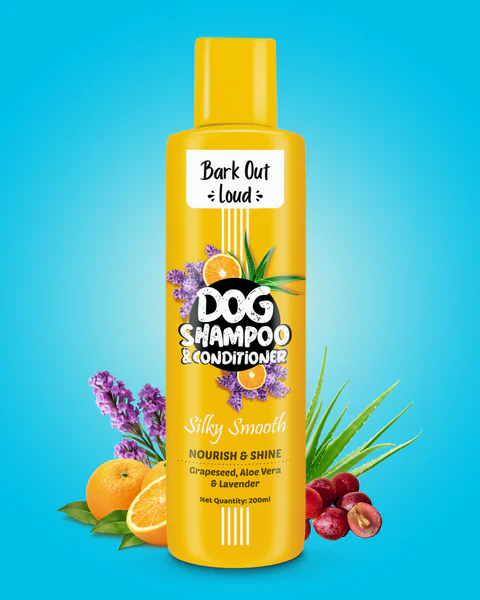 Bark Out
Loud
DOG
SHAMPOO
& CONDITIONER
Silky Smooth
NOURISH & SHINE
Grapeseed, Aloe Vera
& Lavender
Net Quantity: 200ml